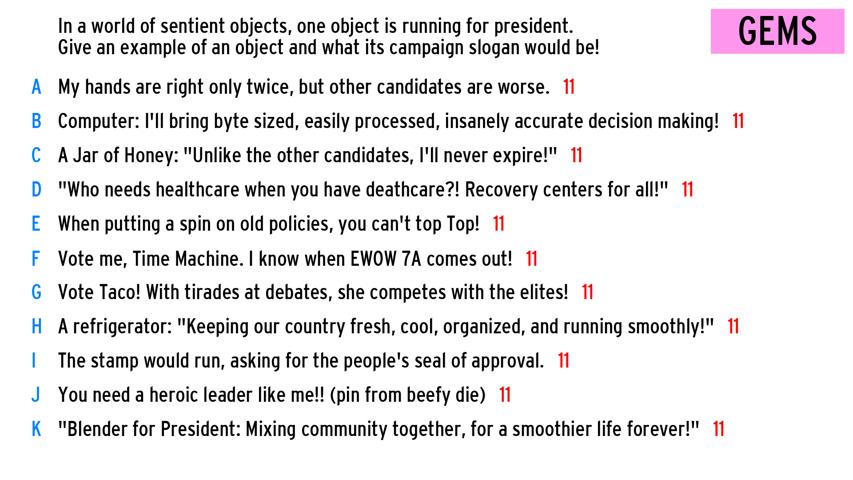 In a world of sentient objects, one object is running for president.
Give an example of an object and what its campaign slogan would be!
GEMS
A My hands are right only twice, but other candidates are worse. 11
B Computer: I'll bring byte sized, easily processed, insanely accurate decision making! 11
C A Jar of Honey: "Unlike the other candidates, I'll never expire!" 11
D "Who needs healthcare when you have deathcare?! Recovery centers for all!" 11
E When putting a spin on old policies, you can't top Top! 11
F Vote me, Time Machine. I know when EWOW 7A comes out! 11
G Vote Taco! With tirades at debates, she competes with the elites! 11
H A refrigerator: "Keeping our country fresh, cool, organized, and running smoothly!" 11
I The stamp would run, asking for the people's seal of approval. 11
J You need a heroic leader like me!! (pin from beefy die) 11
K "Blender for President: Mixing community together, for a smoothier life forever!" 11